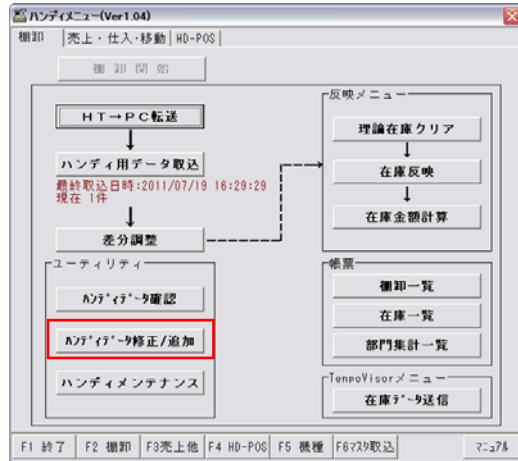 ハンディメニュー(Ver1.04)
棚卸 売上・仕入・移動 HD-POS
棚 卸 開 始
HT→PC転送
ハンディ用データ取込
最終取込日時:2011/07/19 16:29:29
現在 1件
差分調整
反映メニュー
理論在庫クリア
在庫反映
在庫金額計算
ユーティリティ
ﾊﾝﾃﾞｨﾃﾞｰﾀ確認
ﾊﾝﾃﾞｨﾃﾞｰﾀ修正/追加
ハンディメンテナンス
帳票
棚卸一覧
在庫一覧
部門集計一覧
TenpoVisorメニュー
在庫ﾃﾞｰﾀ送信
F1 終了 F2 棚卸 F3売上他 F4 HD-POS F5 機種 F6ﾏｽﾀ取込 ﾏﾆｭｱﾙ